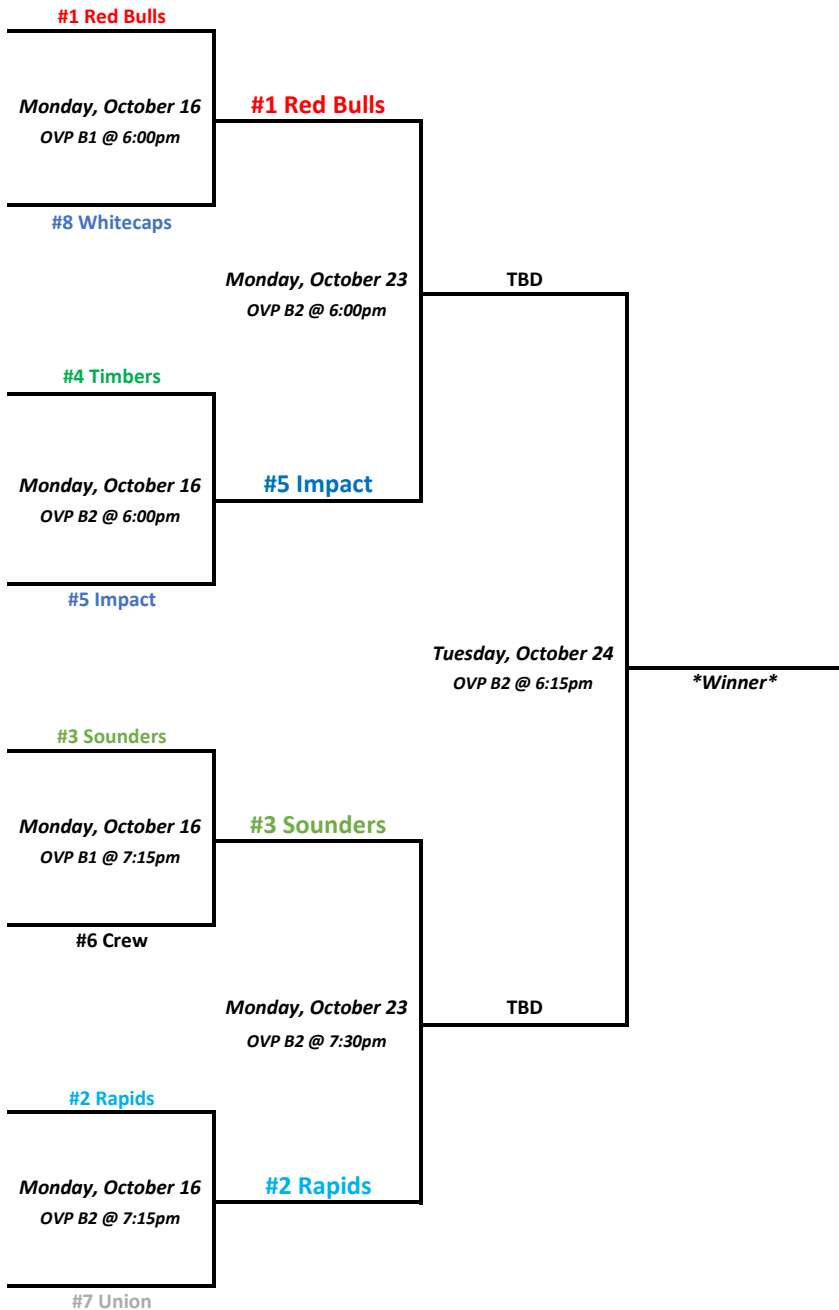 #1 Red Bulls
Monday, October 16
OVP B1 @ 6:00pm
#1 Red Bulls
#8 Whitecaps
Monday, October 23
OVP B2 @ 6:00pm
TBD
#4 Timbers
Monday, October 16
OVP B2 @ 6:00pm
#5 Impact
#5 Impact
Tuesday, October 24
OVP B2 @ 6:15pm
*Winner*
#3 Sounders
Monday, October 16
OVP B1 @ 7:15pm
#3 Sounders
#6 Crew
Monday, October 23
OVP B2 @ 7:30pm
TBD
#2 Rapids
Monday, October 16
OVP B2 @ 7:15pm
#2 Rapids
#7 Union